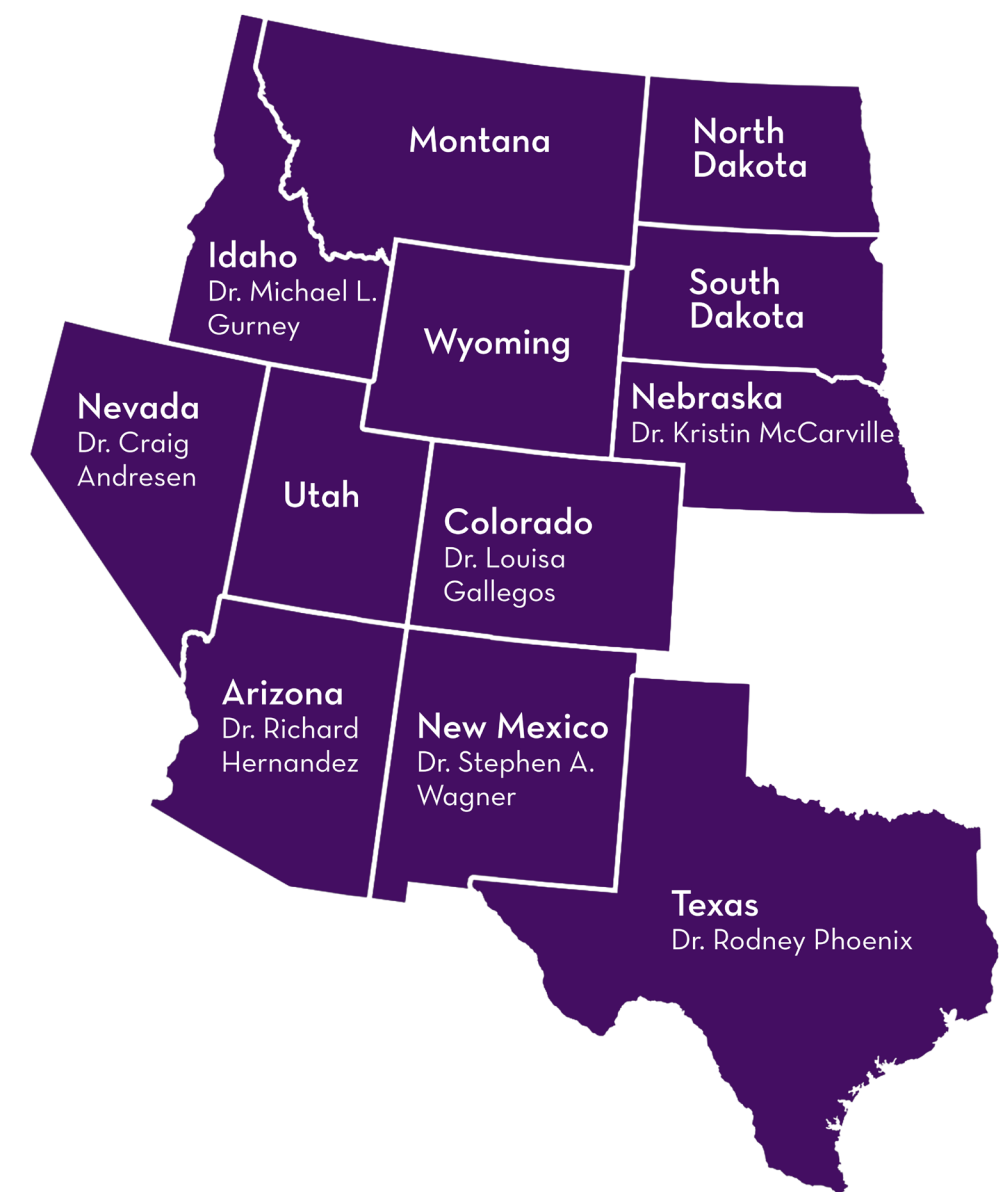 Montana
North
Dakota
Idaho
Dr. Michael L.
Gurney
South
Dakota
Wyoming
Nevada
Dr. Craig
Andresen
Nebraska
Dr. Kristin McCarville
Utah
Colorado
Dr. Louisa
Gallegos
Arizona
Dr. Richard
Hernandez
New Mexico
Dr. Stephen A.
Wagner
Texas
Dr. Rodney Phoenix